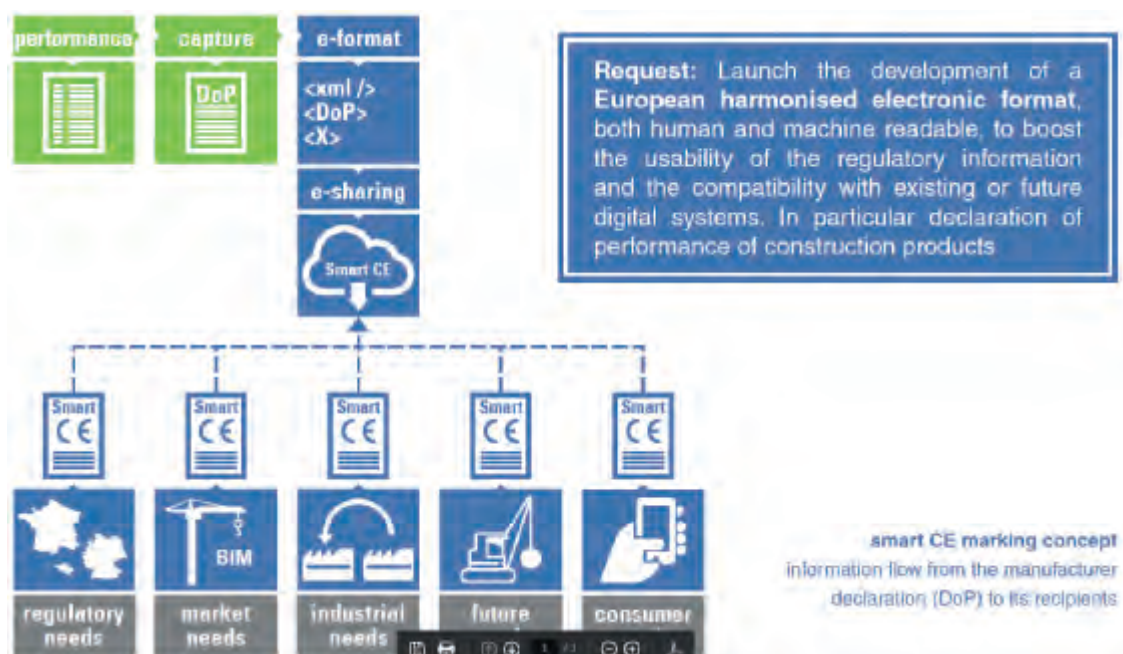 performance
capture
e-format
DoP
<xml />
<DoP>
<X>
e-sharing
Smart CE
Request: Launch the development of a
European harmonised electronic format,
both human and machine readable, to boost
the usability of the regulatory information
and the compatibility with existing or future
digital systems. In particular declaration of
performance of construction products
Smart
CE
Smart
CE
Smart
CE
Smart
CE
Smart
CE
BIM
regulatory
needs
market
needs
industrial
needs
future
consumer
smart CE marking concept
information flow from the manufacturer
declaration (DoP) to its recipients